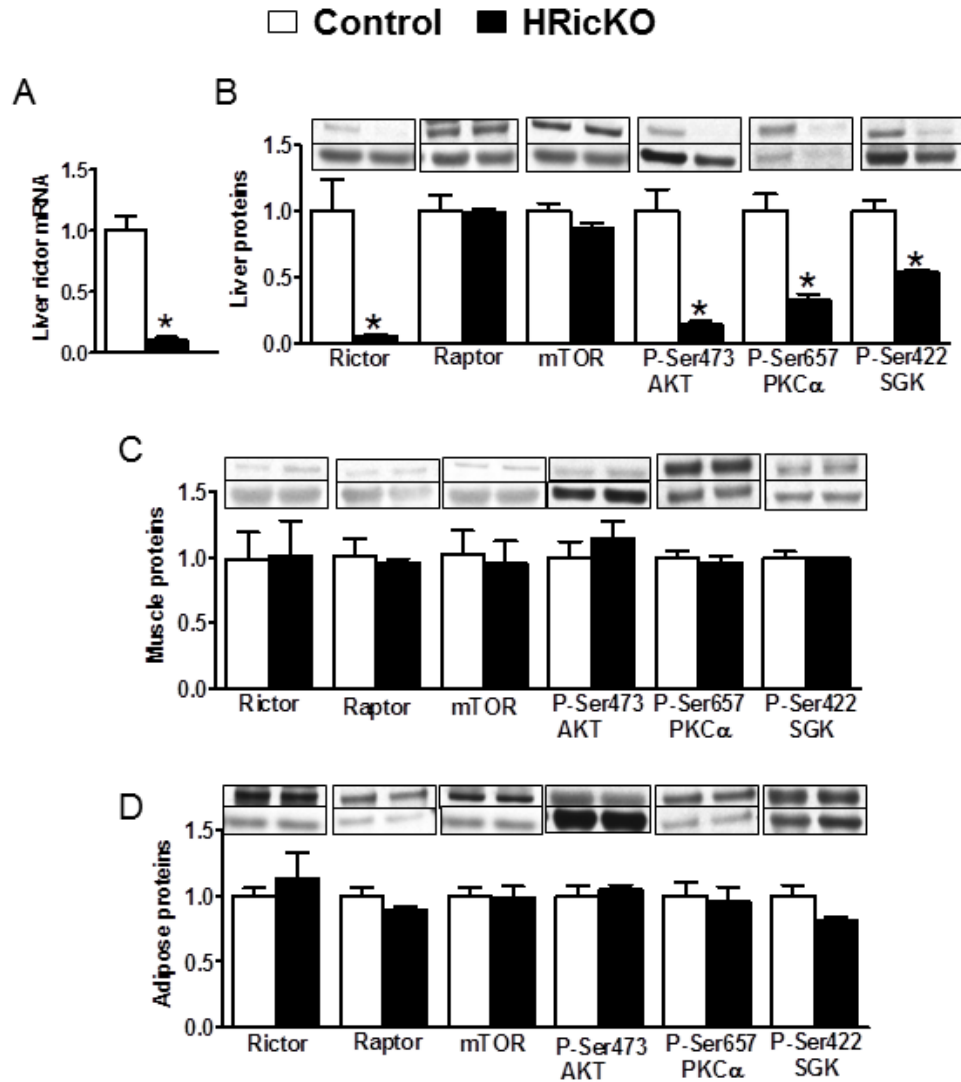 Control HRicKO
A
Liver rictor mRNA
1.5
1.0
0.5
0.0
*
B
Liver proteins
1.5
1.0
0.5
0.0
* * * *
Rictor Raptor mTOR P-Ser473 P-Ser657 P-Ser422
AKT PKCα SGK
C
Muscle proteins
1.5
1.0
0.5
0.0
Rictor Raptor mTOR P-Ser473 P-Ser657 P-Ser422
AKT PKCα SGK
D
Adipose proteins
1.5
1.0
0.5
0.0
Rictor Raptor mTOR P-Ser473 P-Ser657 P-Ser422
AKT PKCα SGK